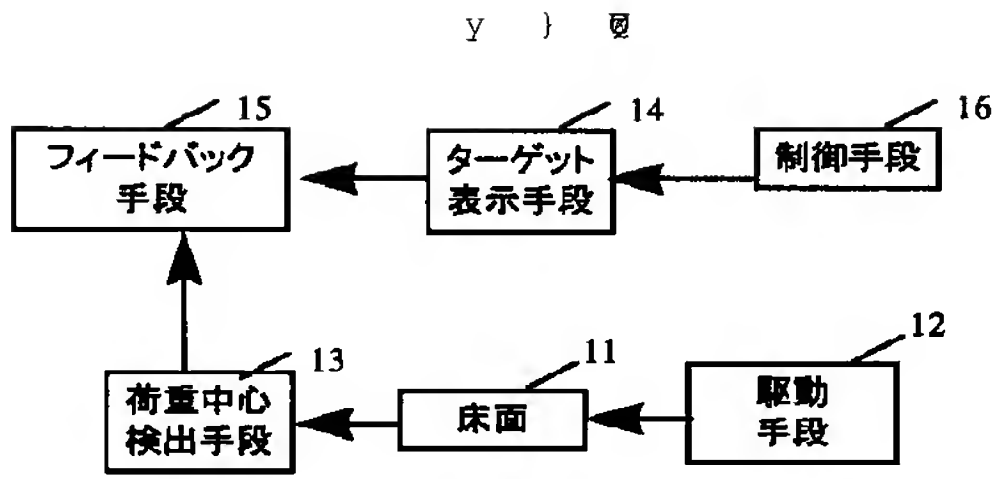 y } 
15
フィードバック
手段
14
ターゲット
表示手段
16
制御手段
13
荷重中心
検出手段
11
床面
12
駆動
手段